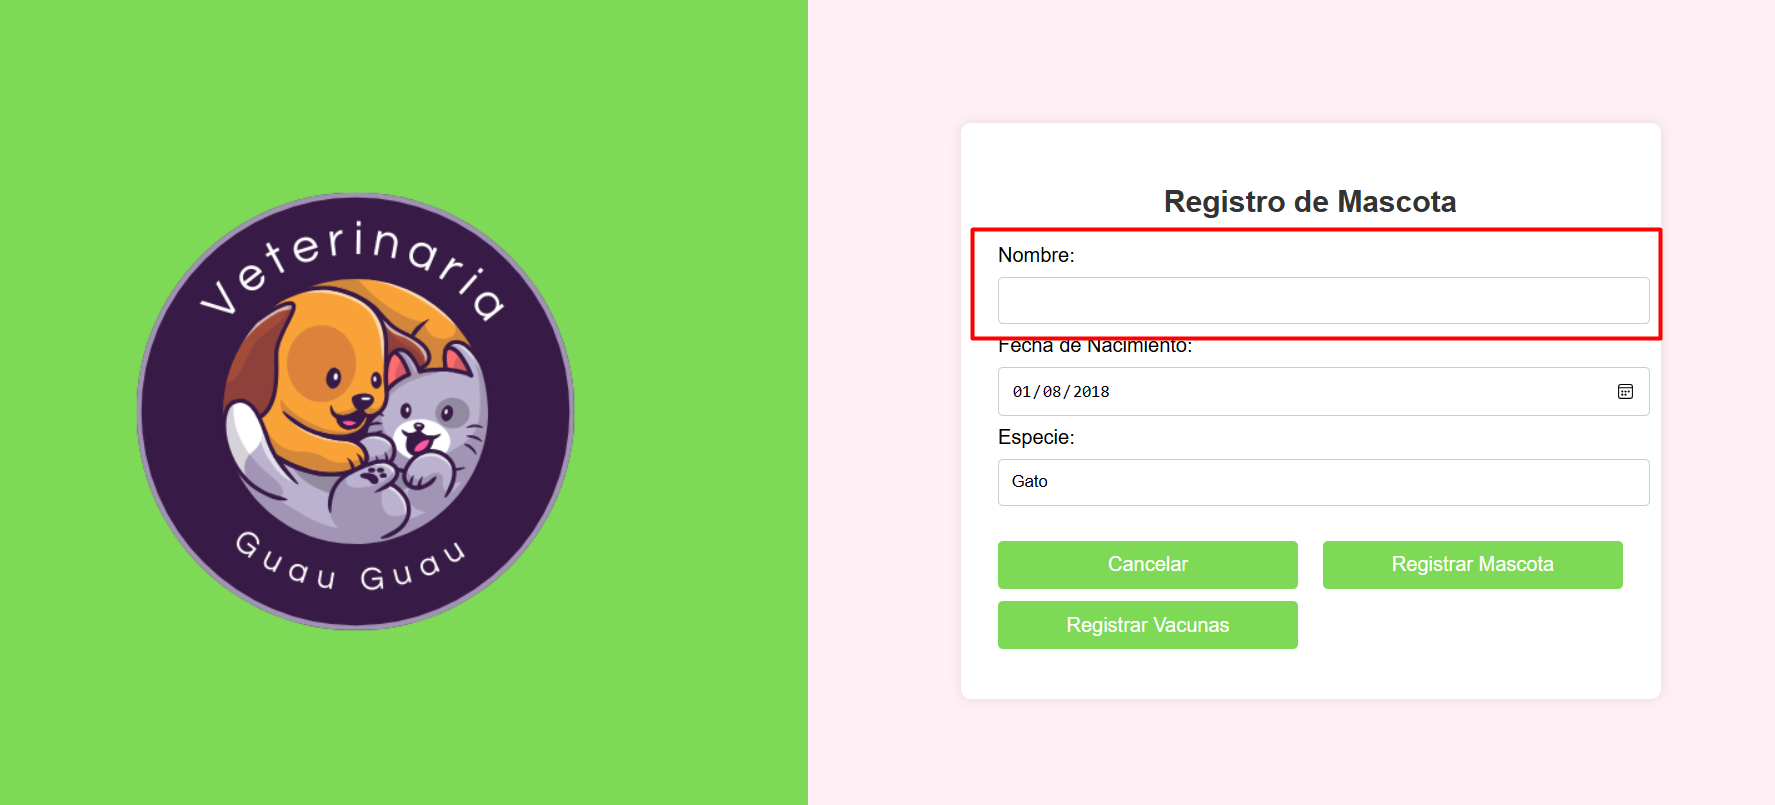 Veterinaria
Guau Guau
Registro de Mascota
Nombre:
Fecha de Nacimiento:
01/08/2018
Especie:
Gato
Cancelar
Registrar Mascota
Registrar Vacunas